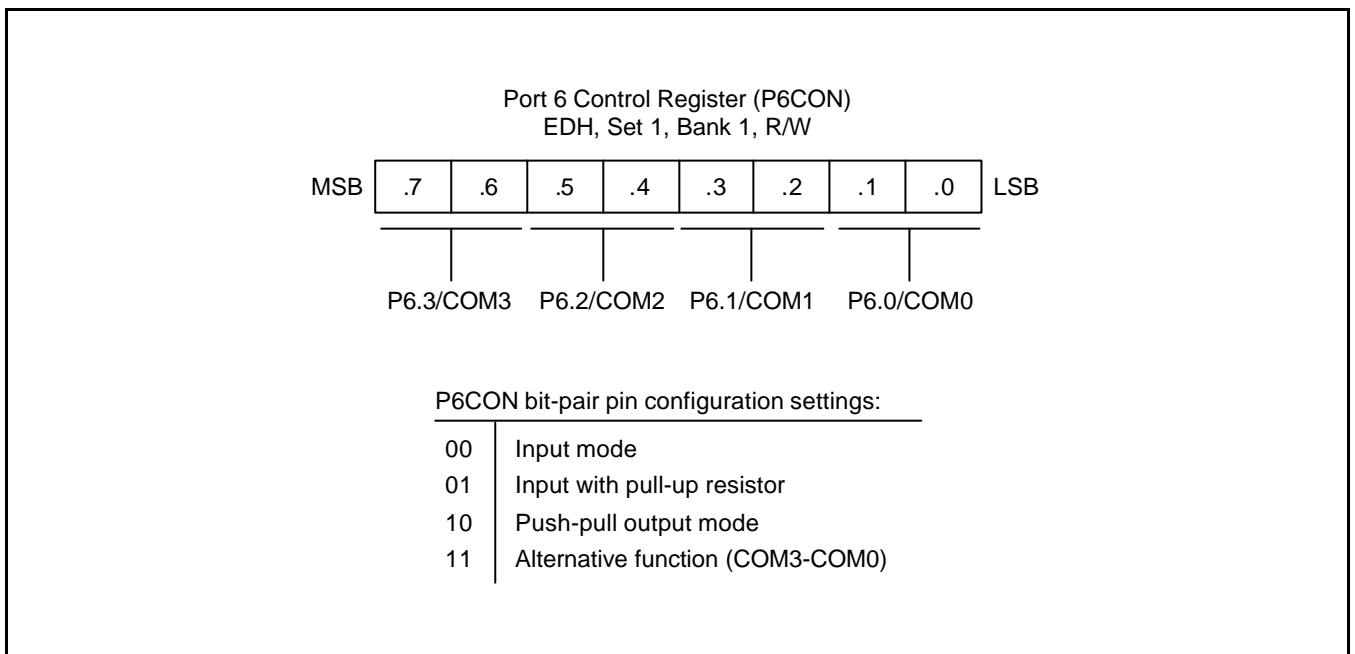 Port 6 Control Register (P6CON)
EDH, Set 1, Bank 1, R/W
MSB .7 .6 .5 .4 .3 .2 .1 .0 LSB
P6.3/COM3 P6.2/COM2 P6.1/COM1 P6.0/COM0
P6CON bit-pair pin configuration settings:
00 Input mode
01 Input with pull-up resistor
10 Push-pull output mode
11 Alternative function (COM3-COM0)